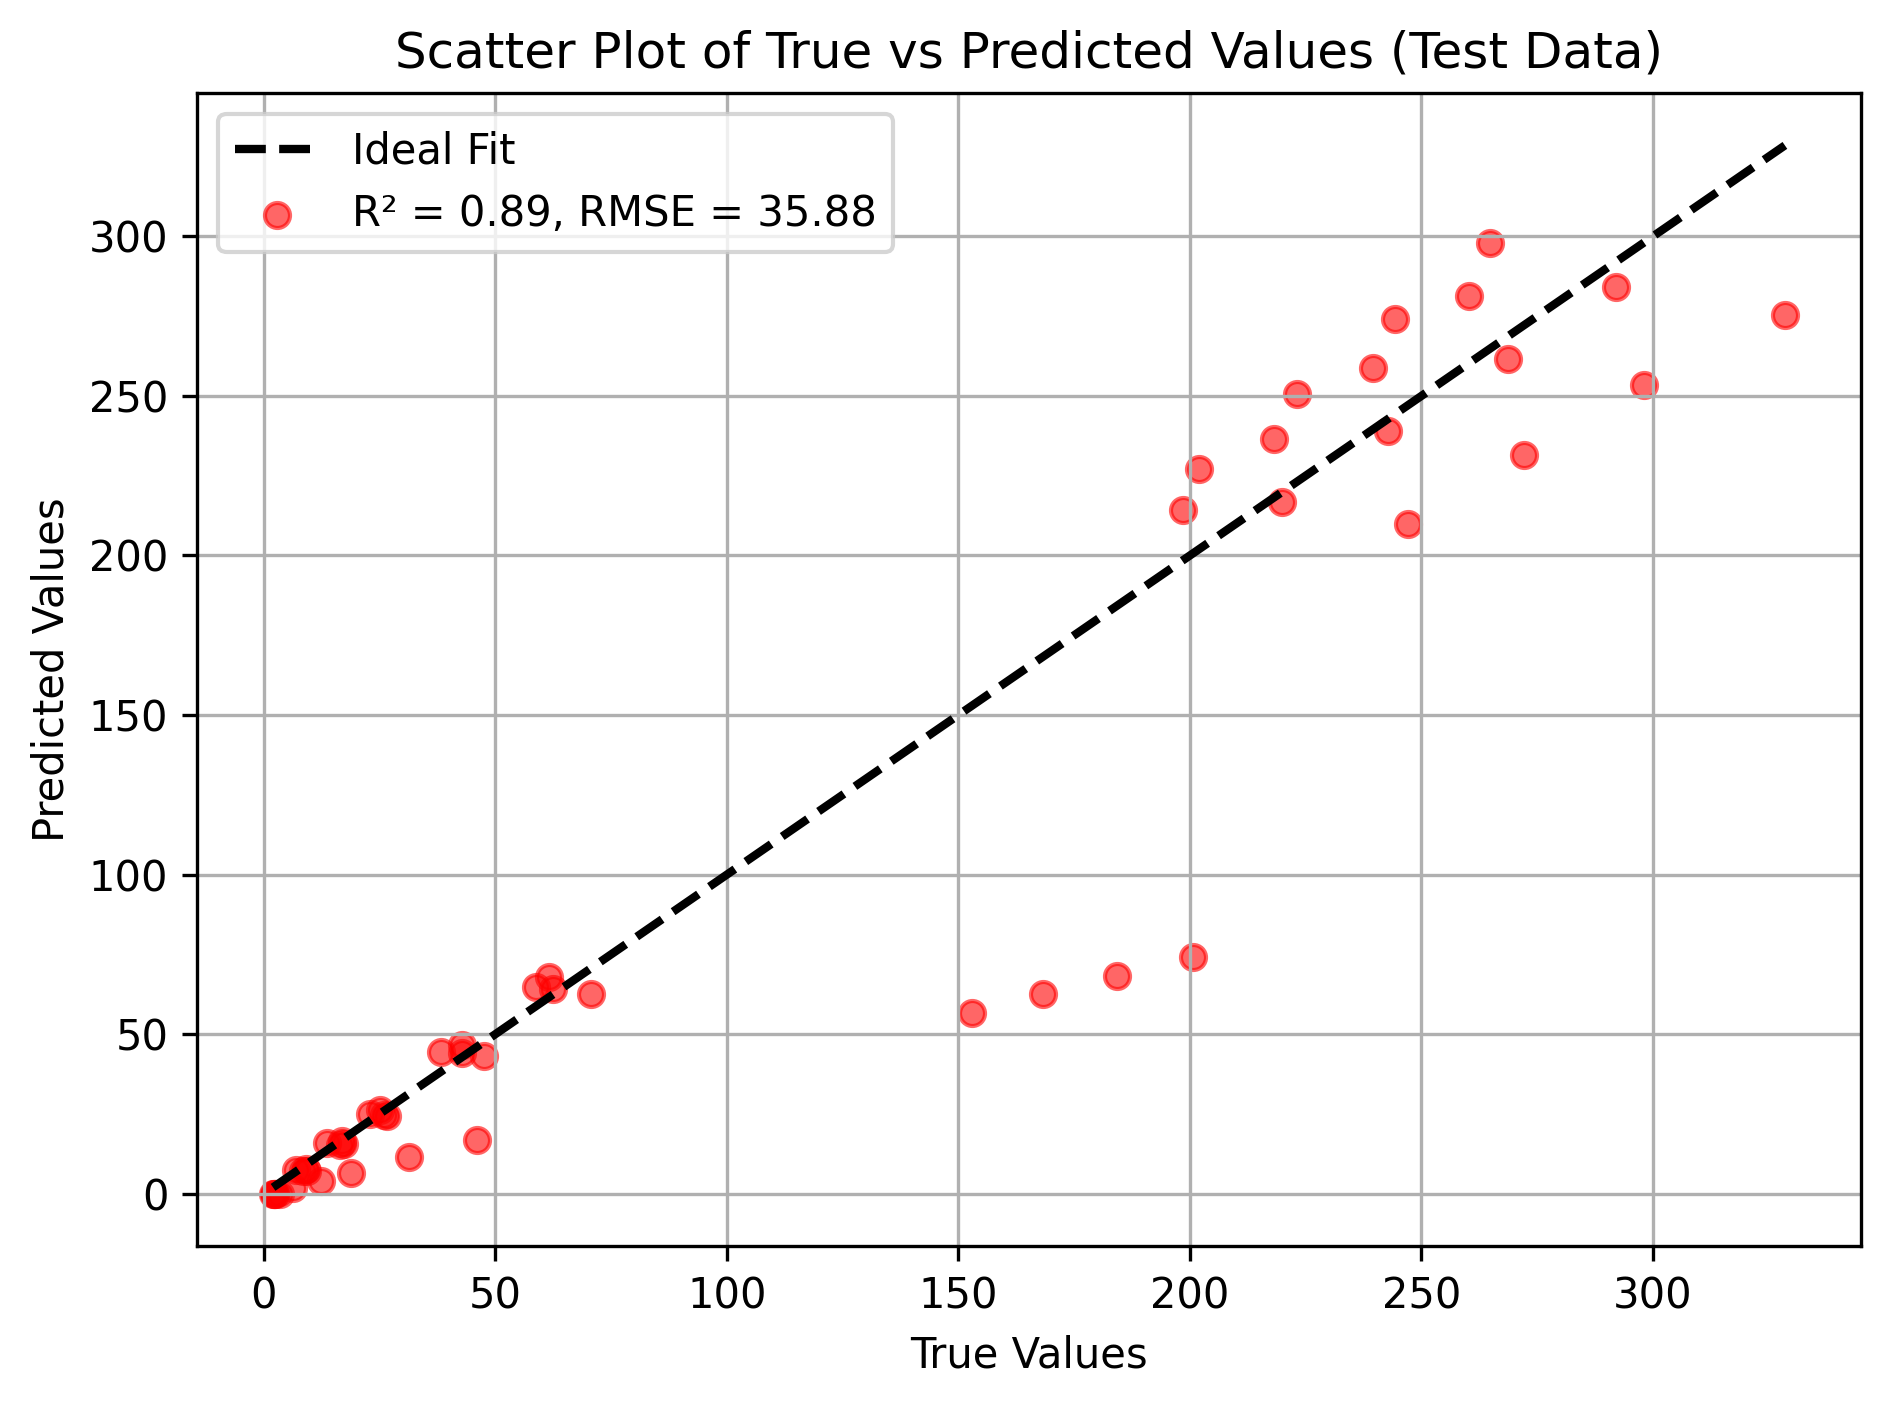 Scatter Plot of True vs Predicted Values (Test Data)
Ideal Fit
R² = 0.89, RMSE = 35.88
300
250
200
150
100
50
0
Predicted Values
0 50 100 150 200 250 300
True Values